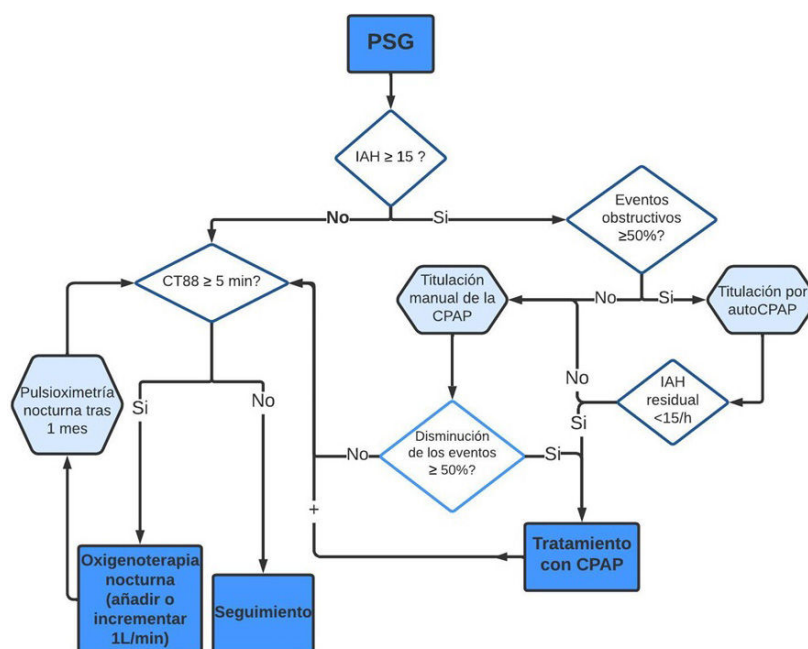 PSG
IAH ≥ 15 ?
No
Si
Eventos
obstructivos
≥50%?
CT88 ≥ 5 min?
Titulación
manual de la
CPAP
No
Si
Titulación por
autoCPAP
Pulsioximetría
nocturna tras
1 mes
Si
No
No
Si
IAH
residual
<15/h
No
Disminución
de los eventos
≥ 50%?
Si
+
Oxigenoterapia
nocturna
(añadir o
incrementar
1L/min)
Seguimiento
Tratamiento
con CPAP